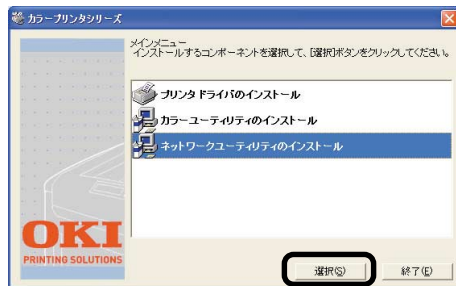 カラープリンタシリーズ
メインメニュー
インストールするコンポーネントを選択して、[選択]ボタンをクリックしてください。
プリンタドライバのインストール
カラーユーティリティのインストール
ネットワークユーティリティのインストール
OKI
PRINTING SOLUTIONS
選択(S)
終了(E)